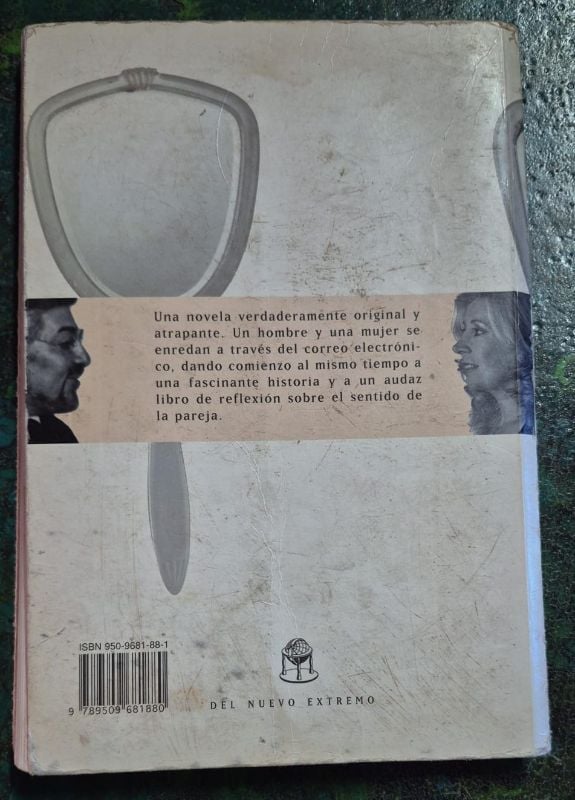 Una novela verdaderamente original y
atrapante. Un hombre y una mujer se
enredan a través del correo electróni-
co, dando comienzo al mismo tiempo a
una fascinante historia y a un audaz
libro de reflexión sobre el sentido de
la pareja.
ISBN 950-9681-88-1
9 789509 681880
DEL NUEVO EXTREMO